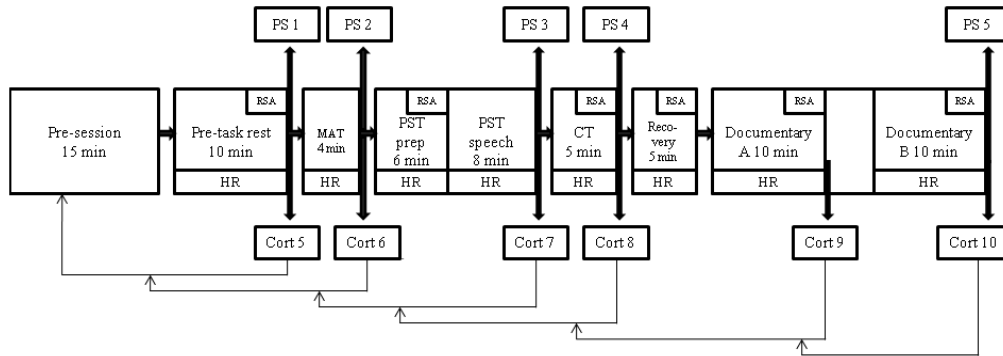 PS 1
PS 2
PS 3
PS 4
PS 5
Pre-session
15 min
RSA
Pre-task rest
10 min
HR
MAT
4 min
RSA
PST
prep
6 min
HR
PST
speech
8 min
HR
RSA
CT
5 min
HR
RSA
Reco-
very
5 min
HR
RSA
Documentary
A 10 min
HR
RSA
Documentary
B 10 min
HR
HR
Cort 5
Cort 6
Cort 7
Cort 8
Cort 9
Cort 10